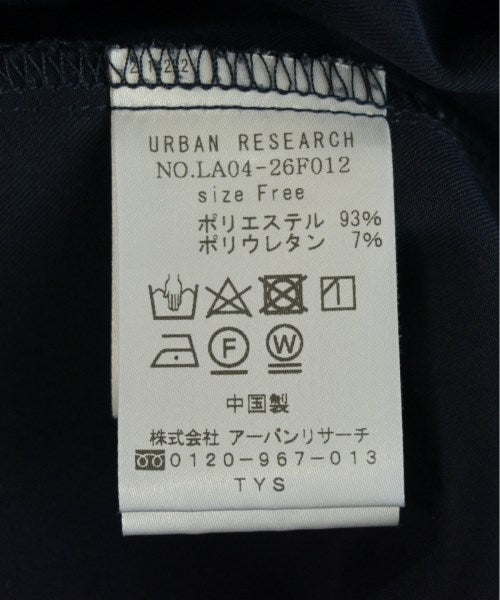 URBAN RESEARCH
NO.LA04-26F012
size Free
ポリエステル 93%
ポリウレタン 7%
F W
中国製
株式会社 アーバンリサーチ
0120-967-013
TYS